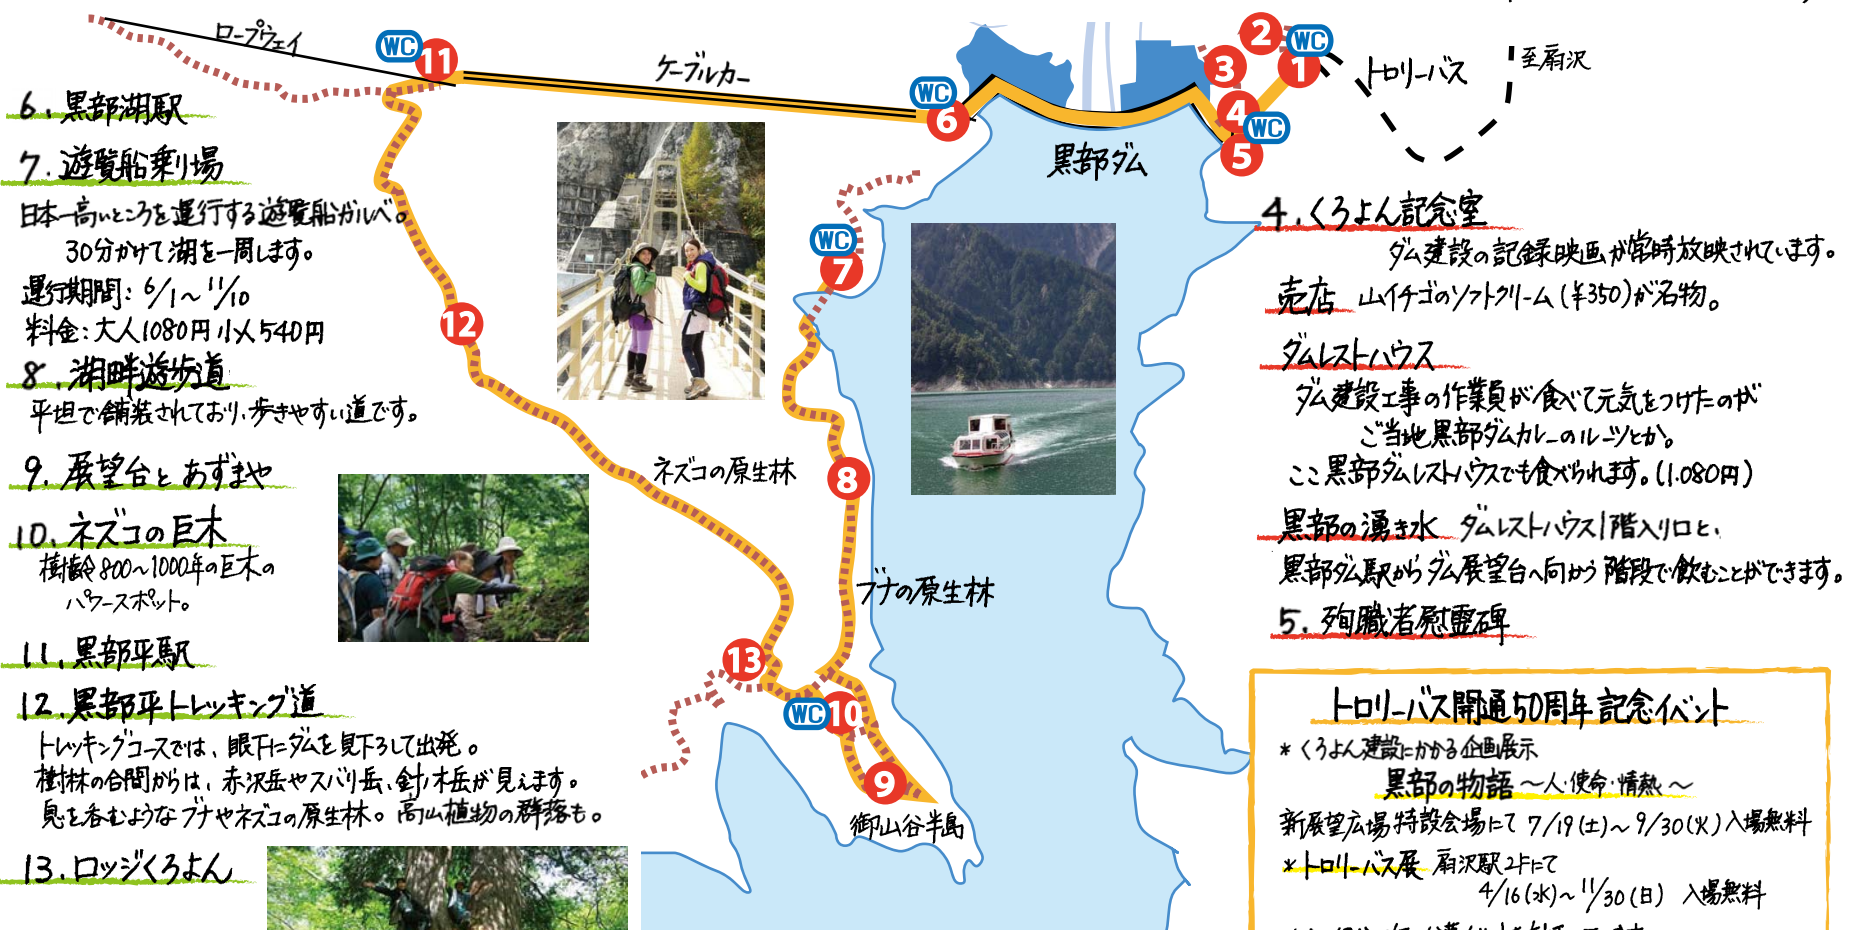 ロープウェイ
WC
11
ケーブルカー
WC
6
2
WC
3
1
4
WC
5
トロリーバス
至扇沢
黒部ダム
WC
7
12
ネズコの原生林
8
ブナの原生林
13
WC
10
9
御山谷半島
6. 黒部湖駅
7. 遊覧船乗り場
日本一高いところを運行する遊覧船ガルベ。
30分かけて湖を一周します。
運行期間：6/1～11/10
料金：大人1080円 小人540円
8. 湖畔遊歩道
平坦で舗装されており、歩きやすい道です。
9. 展望台とあずまや
10. ネズコの巨木
樹齢800～1000年の巨木の
パワースポット。
11. 黒部平駅
12. 黒部平トレッキング道
トレッキングコースでは、眼下にダムを見下ろして出発。
樹林の合間からは、赤沢岳やスバリ岳、針ノ木岳が見えます。
息を呑むようなブナやネズコの原生林。高山植物の群落も。
13. ロッジくろよん
4. くろよん記念室
ダム建設の記録映画が常時放映されています。
売店 山イチゴのソフトクリーム(¥350)が名物。
ダムレストハウス
ダム建設工事の作業員が食べて元気をつけたのが
ご当地黒部ダムカレーのルーツとか。
ここ黒部ダムレストハウスでも食べられます。(1.080円)
黒部の湧き水 ダムレストハウス1階入り口と、
黒部ダム駅からダム展望台へ向かう階段で飲むことができます。
5. 殉職者慰霊碑
トロリーバス開通50周年記念イベント
*くろよん建設にかかる企画展示
黒部の物語 ～人・使命・情熱～
新展望広場特設会場にて 7/19(土)～9/30(火)入場無料
*トロリーバス展 扇沢駅2Fにて
4/16(水)～11/30(日) 入場無料